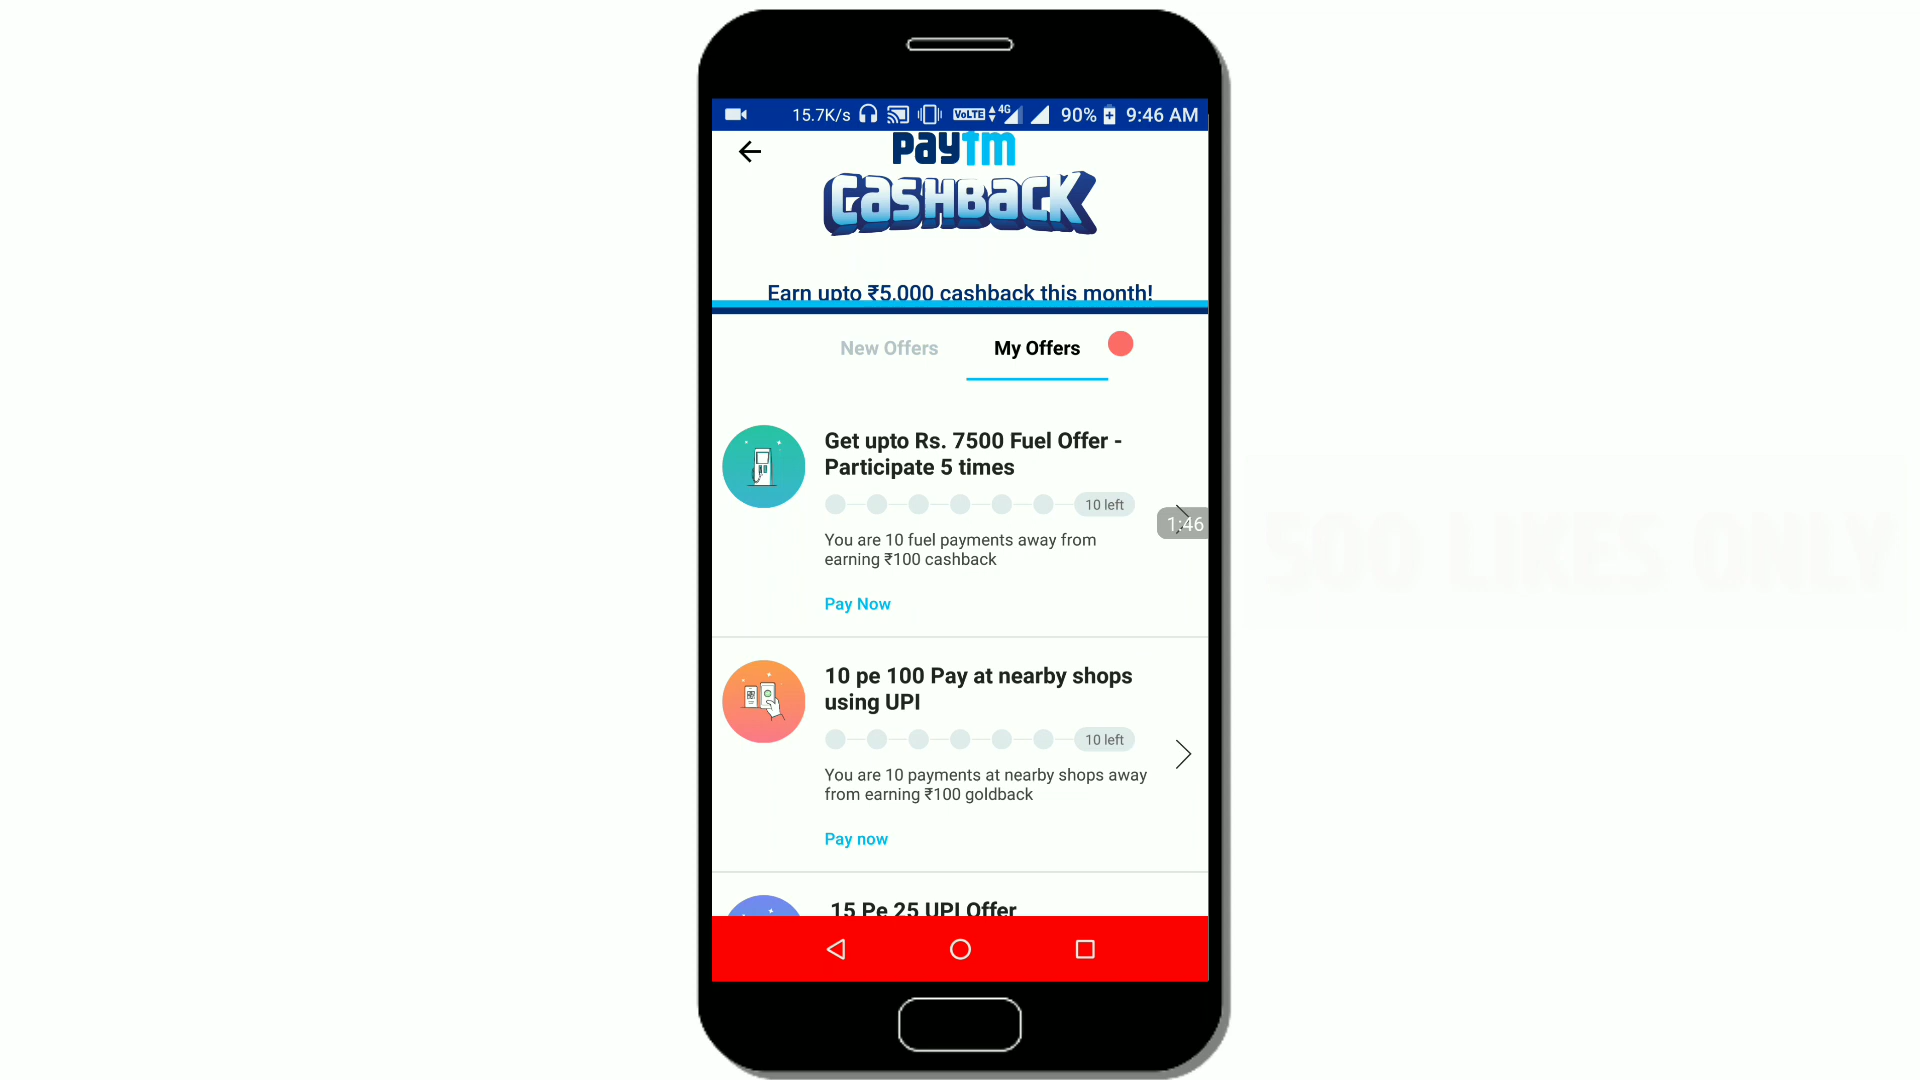 15.7K/s VoLTE 4G 90% 9:46 AM
paytm
CASHBACK
Earn upto ₹5,000 cashback this month!
New Offers My Offers
Get upto Rs. 7500 Fuel Offer -
Participate 5 times
10 left
1:46
You are 10 fuel payments away from
earning ₹100 cashback
Pay Now
10 pe 100 Pay at nearby shops
using UPI
10 left
You are 10 payments at nearby shops away
from earning ₹100 goldback
Pay now
15 Pe 25 UPI Offer
500 LIKES ONLY